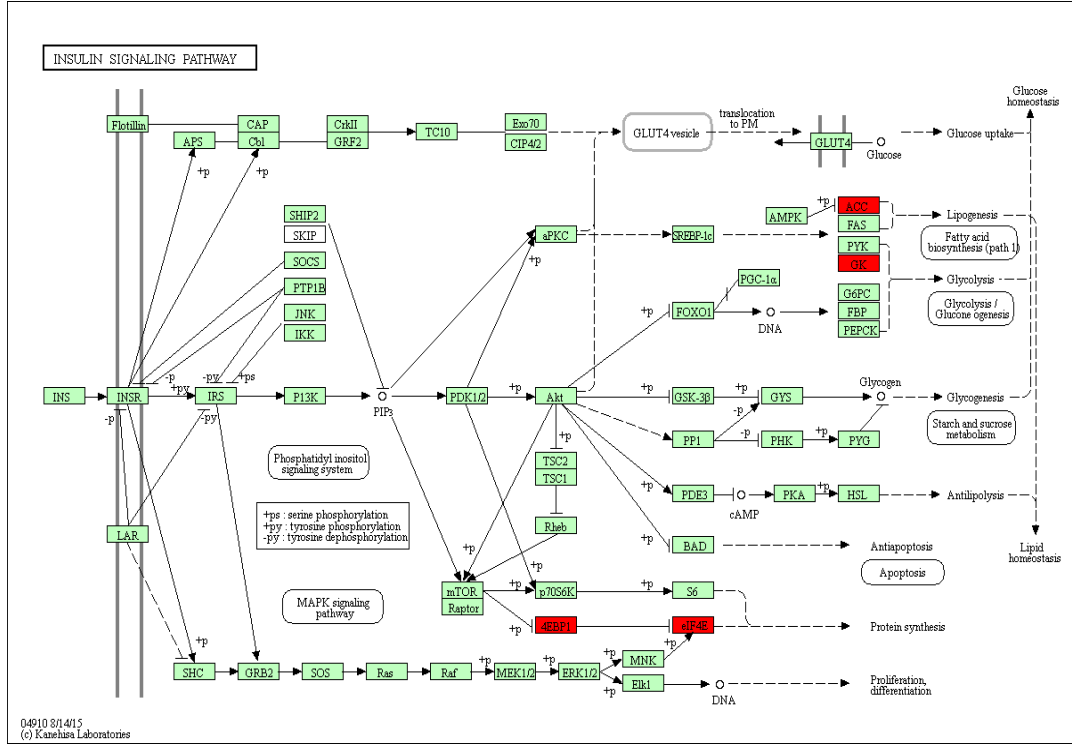 INSULIN SIGNALING PATHWAY
Glucose
homeostasis
Flotillin
CAP
CrkII
TC10
Exo70
GLUT4 vesicle
translocation
to PM
GLUT4
Glucose
Glucose uptake
APS
Cbl
GRF2
CIP4/2
+p
+p
SHIP2
SKIP
SOCS
PTP1B
JNK
IKK
aPKC
+p
SREBP-1c
AMPK
+p
ACC
FAS
PYK
GK
Lipogenesis
Fatty acid
biosynthesis (path 1)
Glycolysis
Glycolysis /
Glucone ogenesis
PGC-1α
FOXO1
+p
DNA
G6PC
FBP
PEPCK
INS
INSR
-p
+py
-p
-py
+ps
IRS
-py
P13K
PIP3
PDK1/2
+p
Akt
+p
GSK-3β
+p
GYS
Glycogen
Glycogenesis
Starch and sucrose
metabolism
-p
PP1
-p
PHK
+p
PYG
Phosphatidyl inositol
signaling system
+p
TSC2
TSC1
Rheb
+p
PDE3
cAMP
PKA
+p
HSL
Antilipolysis
+ps : serine phosphorylation
+py : tyrosine phosphorylation
-py : tyrosine dephosphorylation
LAR
+p
+p
+p
BAD
Antiapoptosis
Apoptosis
Lipid
homeostasis
MAPK signaling
pathway
mTOR
Raptor
+p
p70S6K
+p
S6
+p
4EBP1
eIF4E
Protein synthesis
+p
SHC
GRB2
SOS
Ras
Raf
+p
MEK1/2
+p
ERK1/2
+p
MNK
+p
+p
Elk1
DNA
Proliferation,
differentiation
04910 8/14/15
(c) Kanehisa Laboratories